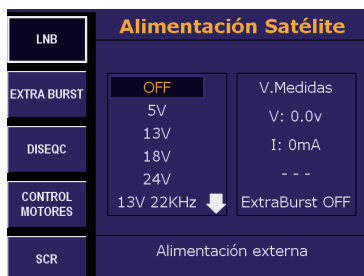 LNB
EXTRA BURST
DISEQC
CONTROL
MOTORES
SCR
Alimentación Satélite
OFF
5V
13V
18V
24V
13V 22KHz
V.Medidas
V: 0.0v
I: 0mA
- - -
ExtraBurst OFF
Alimentación externa